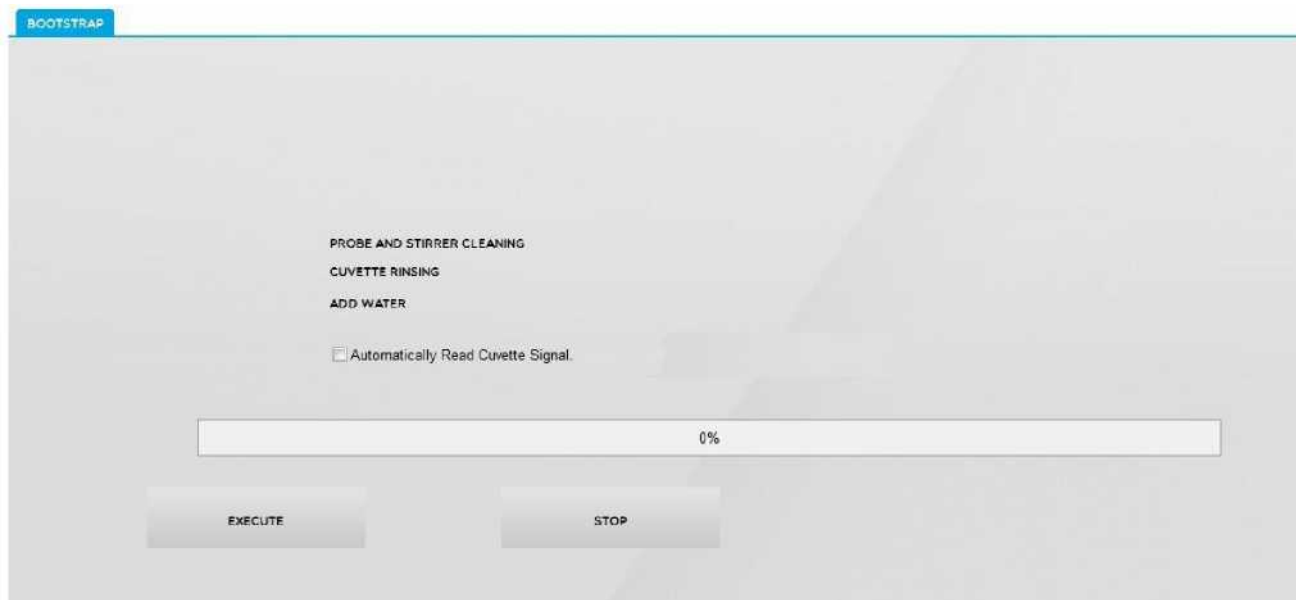 BOOTSTRAP
PROBE AND STIRRER CLEANING
CUVETTE RINSING
ADD WATER
Automatically Read Cuvette Signal.
0%
EXECUTE
STOP